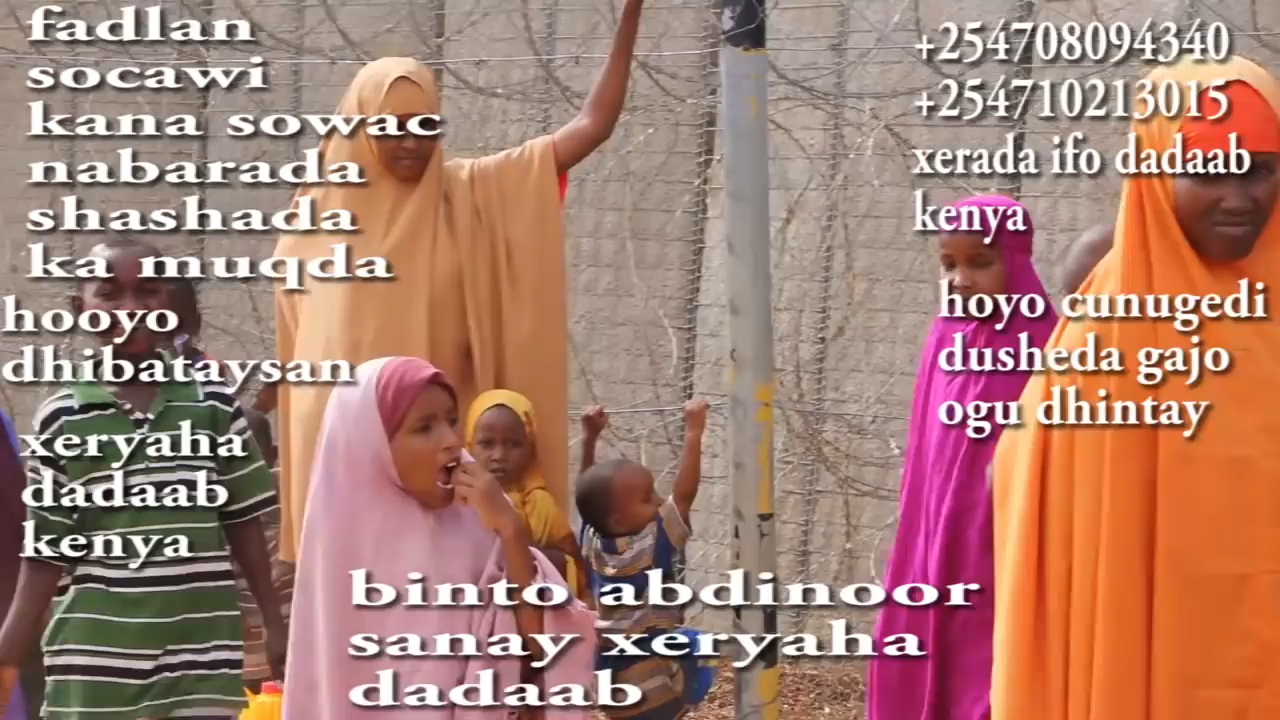 fadlan
socawi
kana sowac
nabarada
shashada
ka muqda
hooyo
dhibataysan
xeryaha
dadaab
kenya
+254708094340
+254710213015
xerada ifo dadaab
kenya
hoyo cunugedi
dusheda gajo
ogu dhintay
binto abdinoor
sanay xeryaha
dadaab